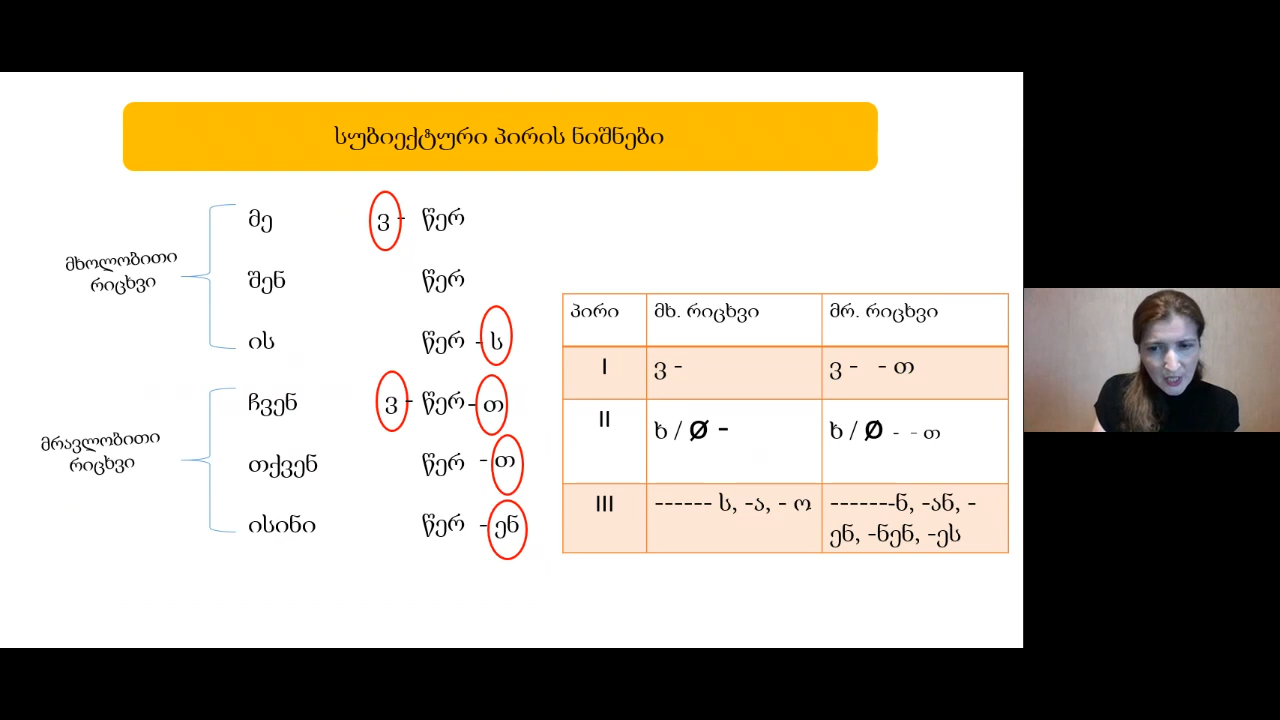 სუბიექტური პირის ნიშნები
მხოლობითი
რიცხვი
მე ვ - წერ
შენ წერ
ის წერ - ს
მრავლობითი
რიცხვი
ჩვენ ვ - წერ - თ
თქვენ წერ - თ
ისინი წერ - ენ
პირი მხ. რიცხვი მრ. რიცხვი
I ვ - ვ - - თ
II ხ / Ø - ხ / Ø - - თ
III ------ ს, -ა, - ო -------ნ, -ან, -
ენ, -ნენ, -ეს